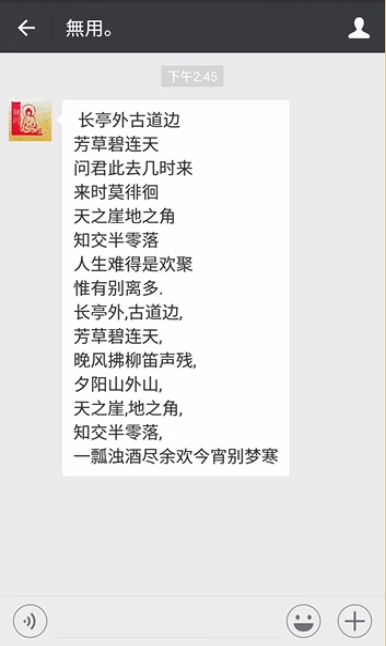 無用。
下午2:45
长亭外古道边
芳草碧连天
问君此去几时来
来时莫徘徊
天之崖地之角
知交半零落
人生难得是欢聚
惟有别离多.
长亭外,古道边,
芳草碧连天,
晚风拂柳笛声残,
夕阳山外山,
天之崖,地之角,
知交半零落,
一瓢浊酒尽余欢今宵别梦寒